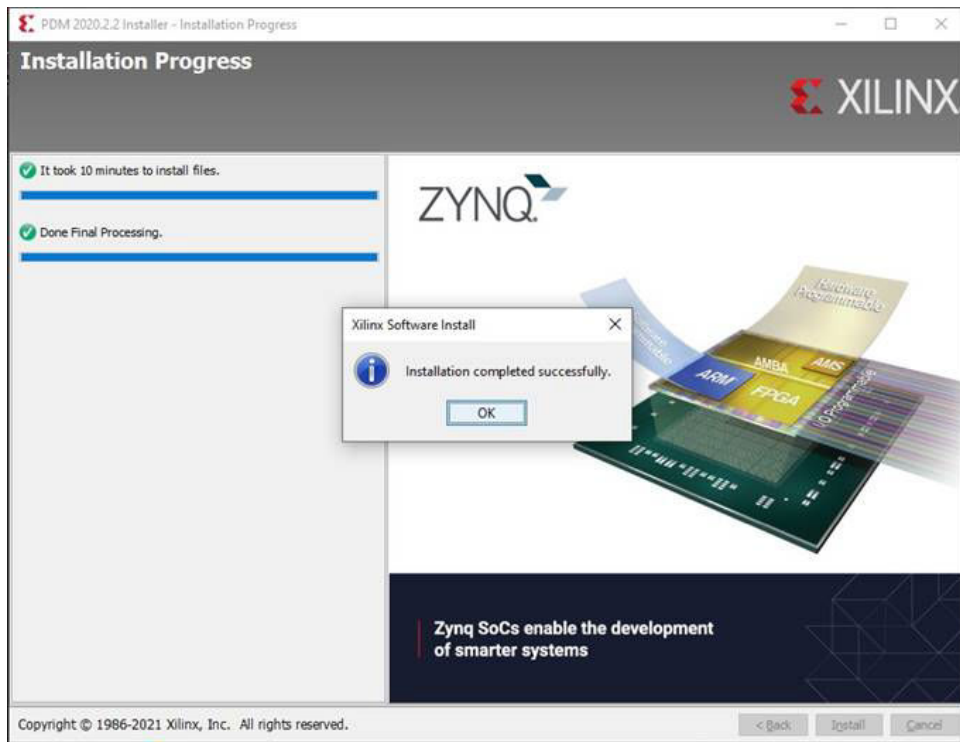 PDM 2020.2.2 Installer - Installation Progress
Installation Progress
XILINX
It took 10 minutes to install files.
Done Final Processing.
ZYNQ.
Hardware
Programmable
AMBA
AMS
ARM
FPGA
I/O Programmable
Xilinx Software Install
Installation completed successfully.
OK
Zynq SoCs enable the development
of smarter systems
Copyright © 1986-2021 Xilinx, Inc. All rights reserved.
< Back
Install
Cancel